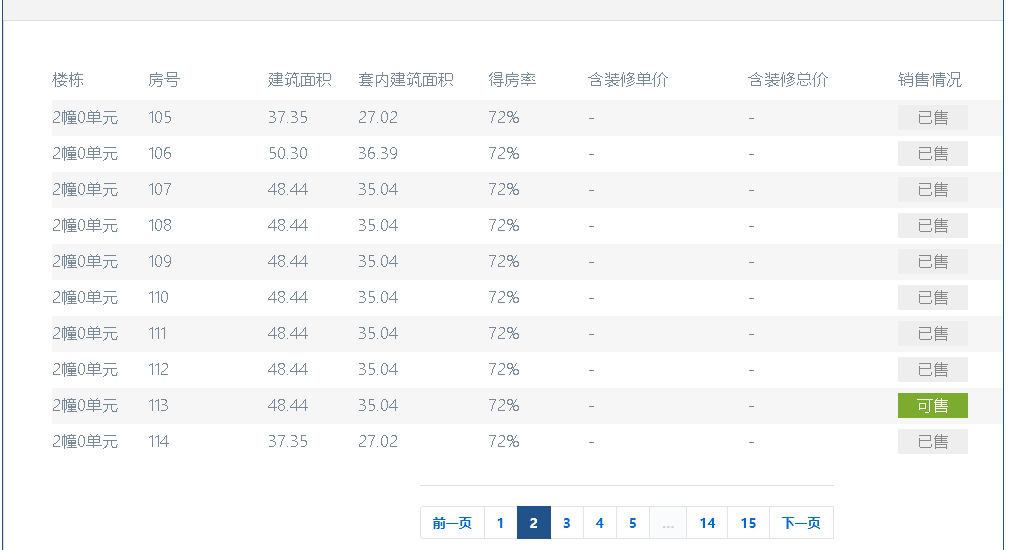 楼栋 房号 建筑面积 套内建筑面积 得房率 含装修单价 含装修总价 销售情况
2幢0单元 105 37.35 27.02 72% - - 已售
2幢0单元 106 50.30 36.39 72% - - 已售
2幢0单元 107 48.44 35.04 72% - - 已售
2幢0单元 108 48.44 35.04 72% - - 已售
2幢0单元 109 48.44 35.04 72% - - 已售
2幢0单元 110 48.44 35.04 72% - - 已售
2幢0单元 111 48.44 35.04 72% - - 已售
2幢0单元 112 48.44 35.04 72% - - 已售
2幢0单元 113 48.44 35.04 72% - - 可售
2幢0单元 114 37.35 27.02 72% - - 已售
前一页 1 2 3 4 5 ... 14 15 下一页